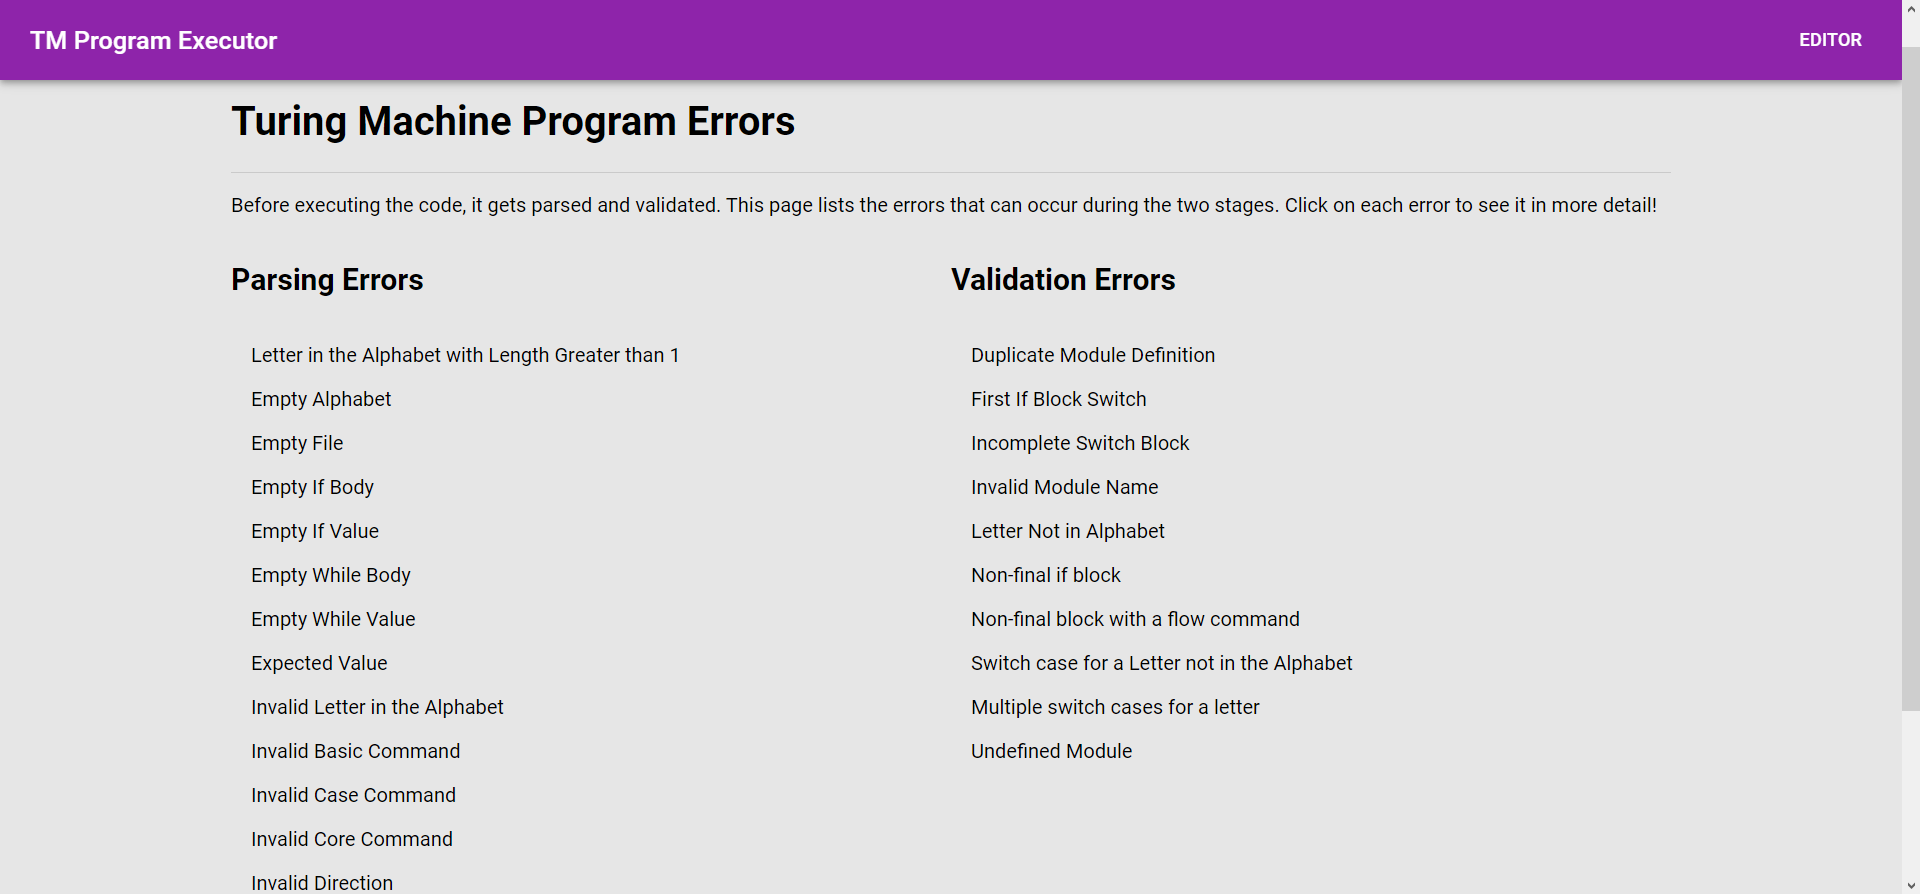 TM Program Executor
EDITOR
Turing Machine Program Errors
Before executing the code, it gets parsed and validated. This page lists the errors that can occur during the two stages. Click on each error to see it in more detail!
Parsing Errors
Letter in the Alphabet with Length Greater than 1
Empty Alphabet
Empty File
Empty If Body
Empty If Value
Empty While Body
Empty While Value
Expected Value
Invalid Letter in the Alphabet
Invalid Basic Command
Invalid Case Command
Invalid Core Command
Invalid Direction
Validation Errors
Duplicate Module Definition
First If Block Switch
Incomplete Switch Block
Invalid Module Name
Letter Not in Alphabet
Non-final if block
Non-final block with a flow command
Switch case for a Letter not in the Alphabet
Multiple switch cases for a letter
Undefined Module